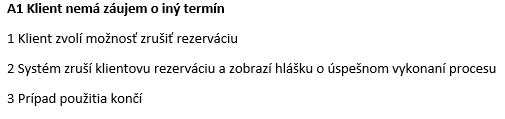 A1 Klient nemá záujem o iný termín
1 Klient zvolí možnosť zrušiť rezerváciu
2 Systém zruší klientovu rezerváciu a zobrazí hlášku o úspešnom vykonaní procesu
3 Prípad použitia končí